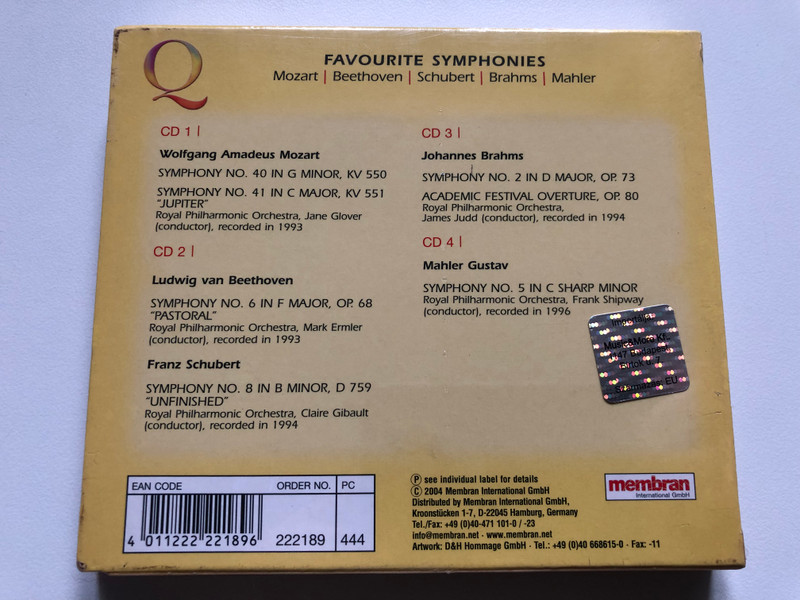 Q
FAVOURITE SYMPHONIES
Mozart | Beethoven | Schubert | Brahms | Mahler
CD 1 |
Wolfgang Amadeus Mozart
SYMPHONY NO. 40 IN G MINOR, KV 550
SYMPHONY NO. 41 IN C MAJOR, KV 551
"JUPITER"
Royal Philharmonic Orchestra, Jane Glover
(conductor), recorded in 1993
CD 2 |
Ludwig van Beethoven
SYMPHONY NO. 6 IN F MAJOR, OP. 68
"PASTORAL"
Royal Philharmonic Orchestra, Mark Ermler
(conductor), recorded in 1993
Franz Schubert
SYMPHONY NO. 8 IN B MINOR, D 759
"UNFINISHED"
Royal Philharmonic Orchestra, Claire Gibault
(conductor), recorded in 1994
CD 3 |
Johannes Brahms
SYMPHONY NO. 2 IN D MAJOR, OP. 73
ACADEMIC FESTIVAL OVERTURE, OP. 80
Royal Philharmonic Orchestra,
James Judd (conductor), recorded in 1994
CD 4 |
Mahler Gustav
SYMPHONY NO. 5 IN C SHARP MINOR
Royal Philharmonic Orchestra, Frank Shipway
(conductor), recorded in 1996
Importálja:
Music&More Kft.
Budapest
EU
EAN CODE
ORDER NO.
PC
4 011222 221896
222189
444
Ⓟ see individual label for details
© 2004 Membran International GmbH
Distributed by Membran International GmbH,
Kroonstücken 1-7, D-22045 Hamburg, Germany
Tel./Fax: +49 (0)40-471 101-0 / -23
info@membran.net · www.membran.net
Artwork: D&H Hommage GmbH · Tel.: +49 (0)40 668615-0 · Fax: -11
membran
International GmbH